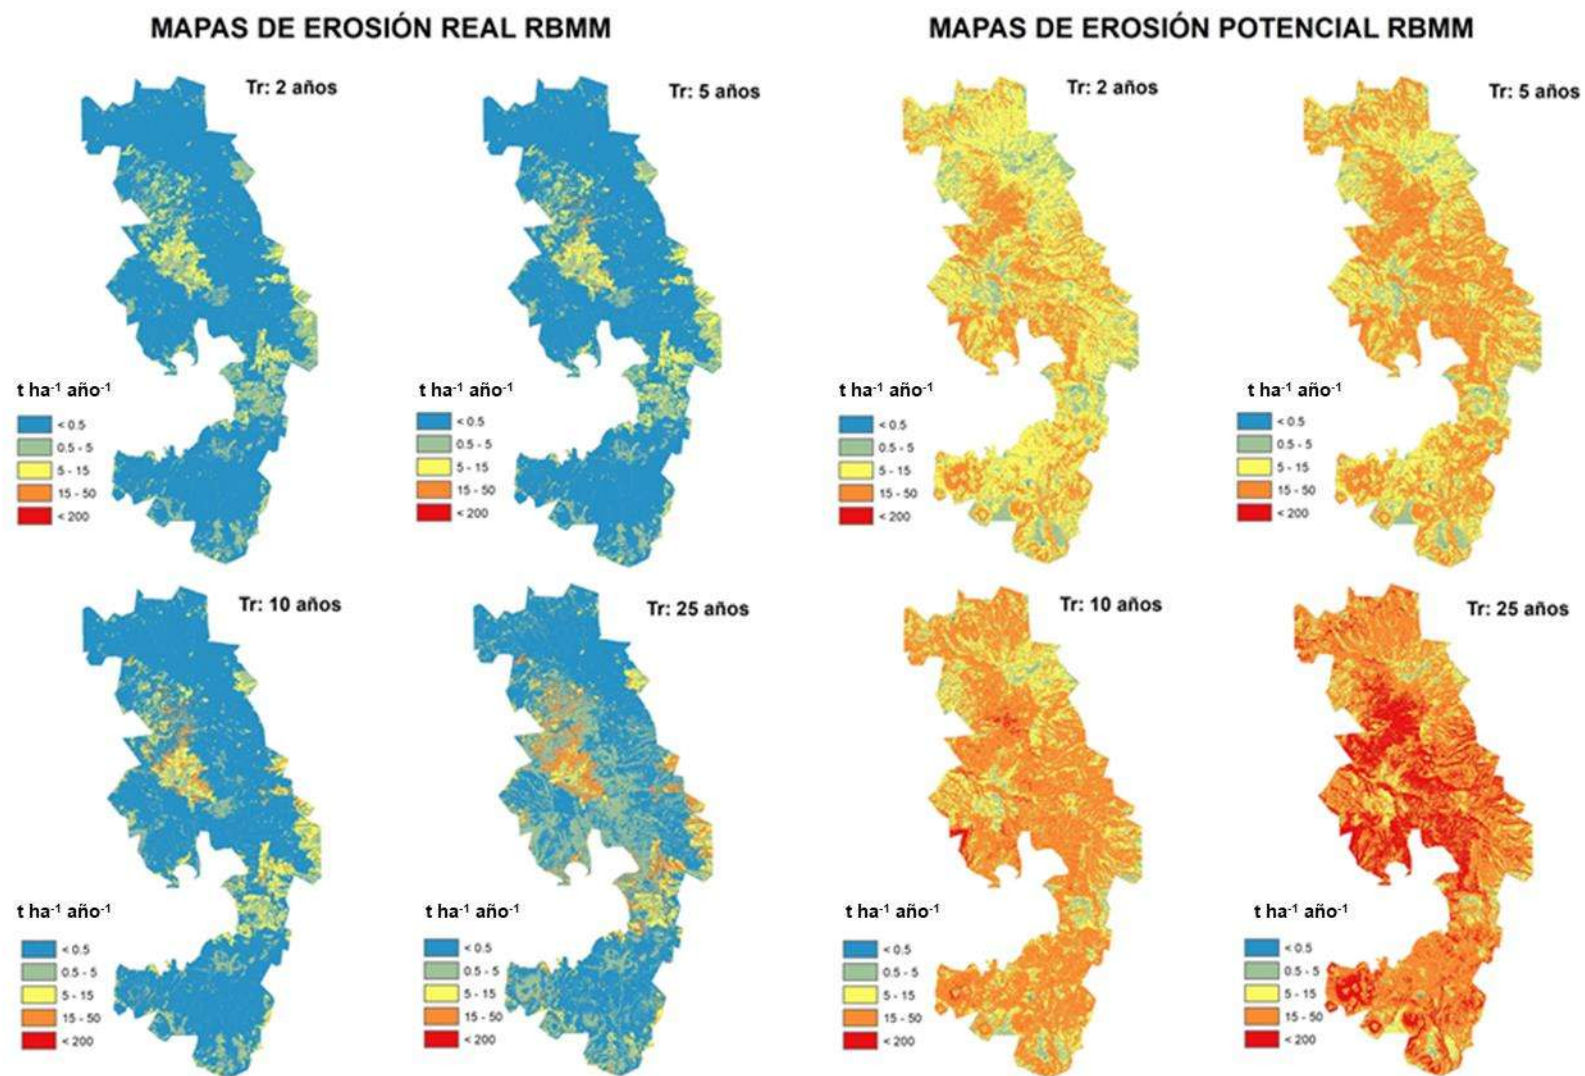 MAPAS DE EROSIÓN REAL RBMM
Tr: 2 años
t ha-1 año-1
< 0.5
0.5 - 5
5 - 15
15 - 50
< 200
Tr: 5 años
t ha-1 año-1
< 0.5
0.5 - 5
5 - 15
15 - 50
< 200
Tr: 10 años
t ha-1 año-1
< 0.5
0.5 - 5
5 - 15
15 - 50
< 200
Tr: 25 años
t ha-1 año-1
< 0.5
0.5 - 5
5 - 15
15 - 50
< 200
MAPAS DE EROSIÓN POTENCIAL RBMM
Tr: 2 años
t ha-1 año-1
< 0.5
0.5 - 5
5 - 15
15 - 50
< 200
Tr: 5 años
t ha-1 año-1
< 0.5
0.5 - 5
5 - 15
15 - 50
< 200
Tr: 10 años
t ha-1 año-1
< 0.5
0.5 - 5
5 - 15
15 - 50
< 200
Tr: 25 años
t ha-1 año-1
< 0.5
0.5 - 5
5 - 15
15 - 50
< 200